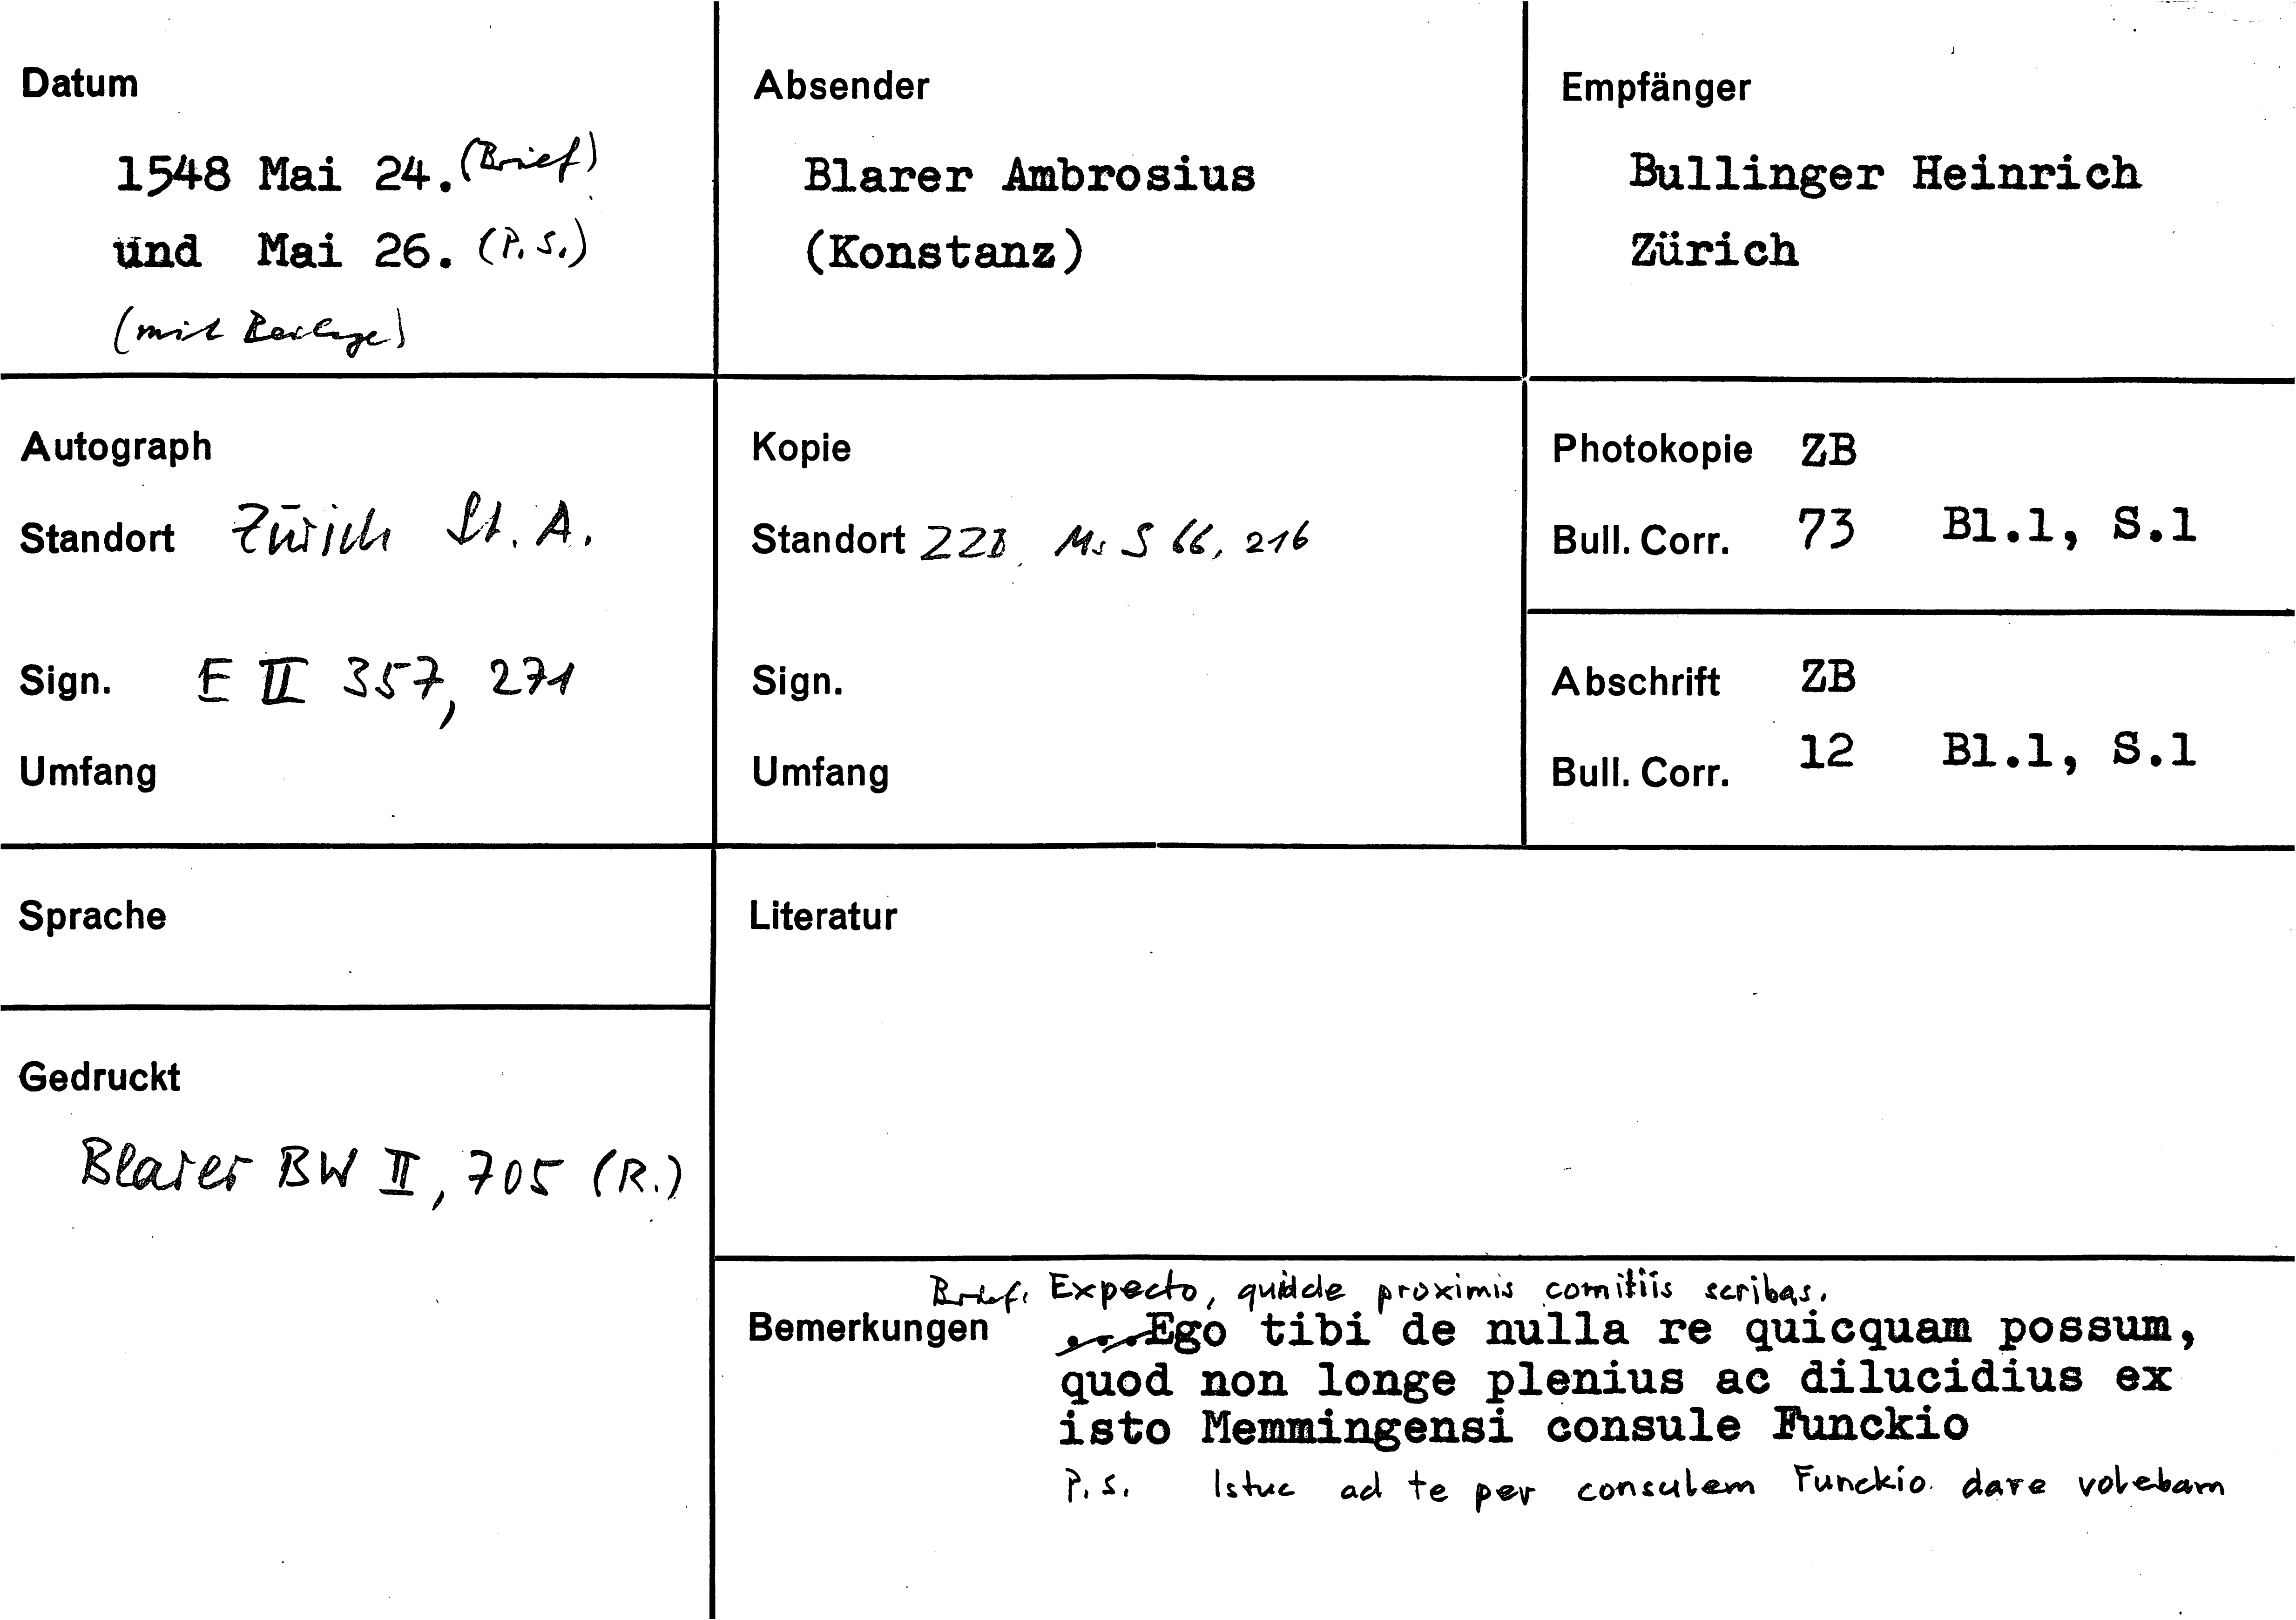 Datum
1548 Mai 24. (Brief)
und Mai 26. (P.S.)
(mit Beilage)
Absender
Blarer Ambrosius
(Konstanz)
Empfänger
Bullinger Heinrich
Zürich
Autograph
Standort Zürich St. A.
Sign. E II 357, 271
Umfang
Kopie
Standort ZZB Ms S 66, 216
Sign.
Umfang
Photokopie ZB
Bull. Corr. 73 Bl.1, S.1
Abschrift ZB
Bull. Corr. 12 Bl.1, S.1
Sprache
Gedruckt
Blarer BW II, 705 (R.)
Literatur
Bemerkungen
Brief. Expecto, quid de proximis comitiis scribas.
...Ego tibi de nulla re quicquam possum,
quod non longe plenius ac dilucidius ex
isto Memmingensi consule Funckio
P.S. Istuc ad te per consulem Funckio dare volebam